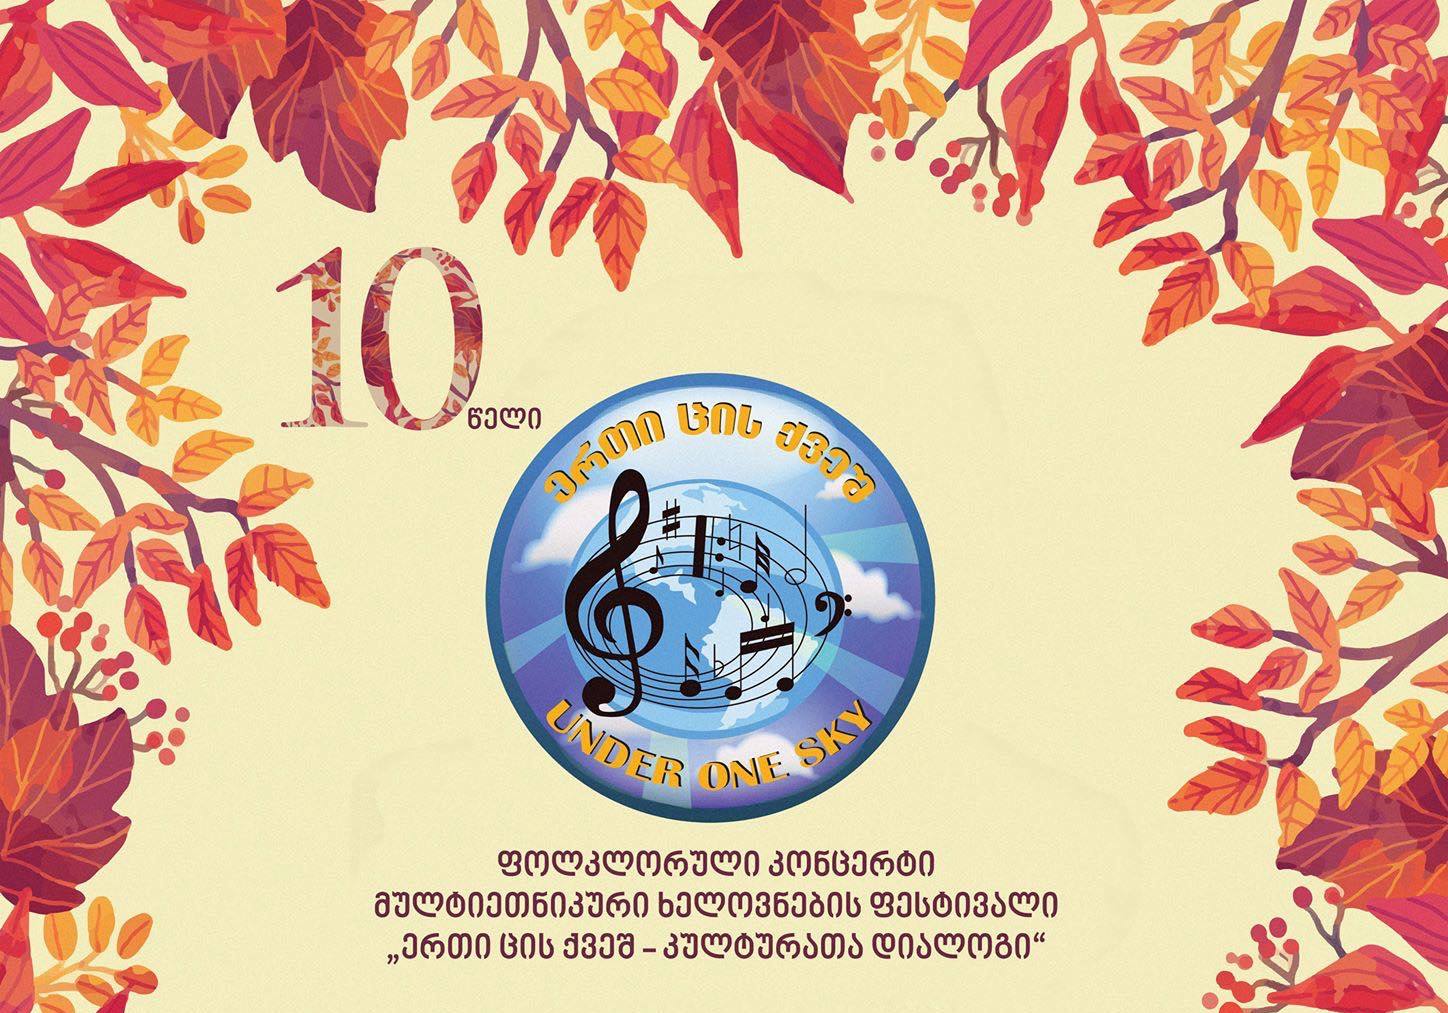 10
წელი
ერთი ცის ქვეშ
UNDER ONE SKY
ფოლკლორული კონცერტი
მულტიეთნიკური ხელოვნების ფესტივალი
„ერთი ცის ქვეშ – კულტურათა დიალოგი“